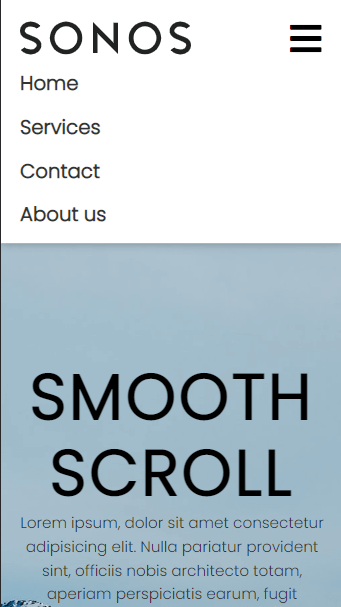 SONOS
Home
Services
Contact
About us
SMOOTH
SCROLL
Lorem ipsum, dolor sit amet consectetur
adipisicing elit. Nulla pariatur provident
sint, officiis nobis architecto totam,
aperiam perspiciatis earum, fugit